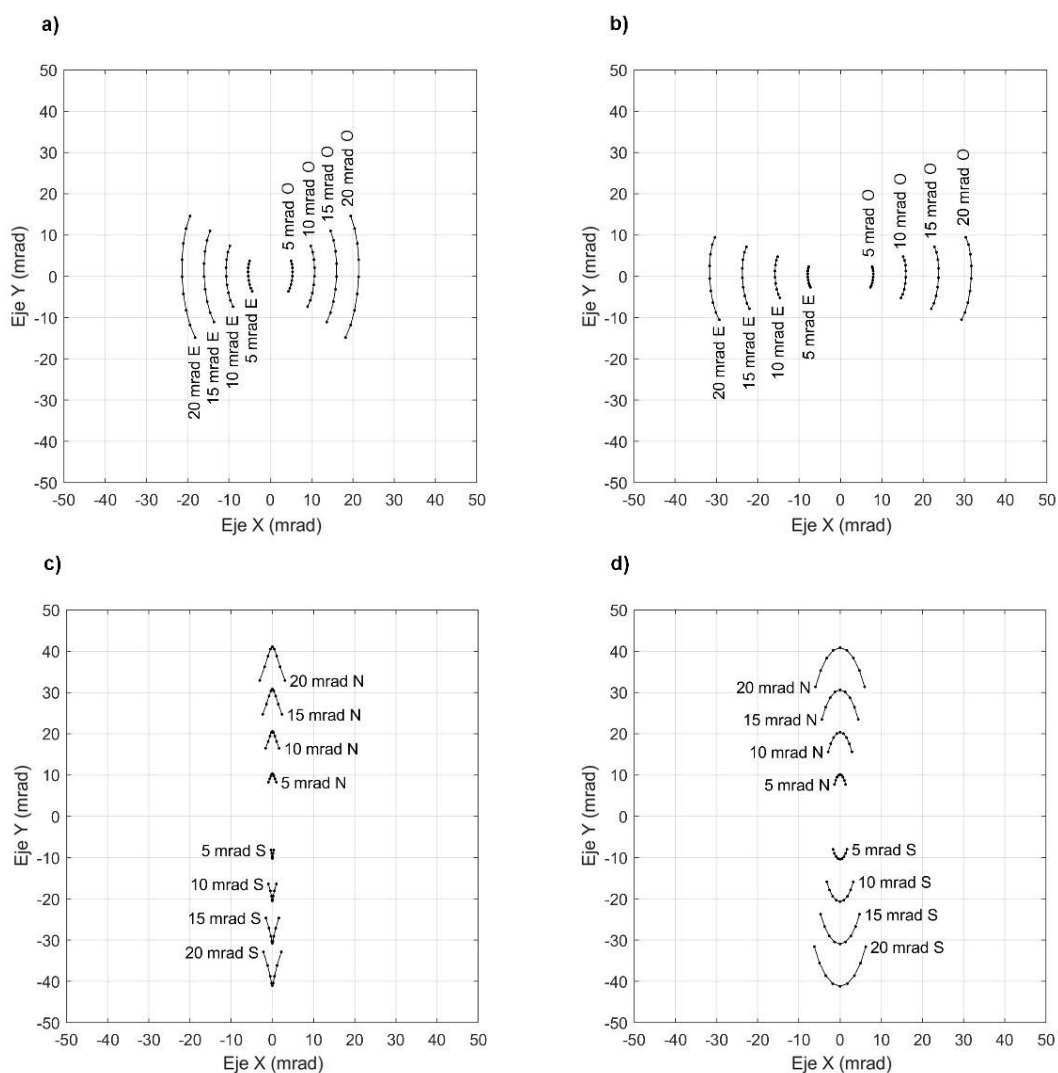 a)
50
40
30
20
10
0
-10
-20
-30
-40
-50
Eje Y (mrad)
20 mrad E
15 mrad E
10 mrad E
5 mrad E
5 mrad O
10 mrad O
15 mrad O
20 mrad O
-50 -40 -30 -20 -10 0 10 20 30 40 50
Eje X (mrad)
b)
50
40
30
20
10
0
-10
-20
-30
-40
-50
Eje Y (mrad)
20 mrad E
15 mrad E
10 mrad E
5 mrad E
5 mrad O
10 mrad O
15 mrad O
20 mrad O
-50 -40 -30 -20 -10 0 10 20 30 40 50
Eje X (mrad)
c)
50
40
30
20
10
0
-10
-20
-30
-40
-50
Eje Y (mrad)
20 mrad N
15 mrad N
10 mrad N
5 mrad N
5 mrad S
10 mrad S
15 mrad S
20 mrad S
-50 -40 -30 -20 -10 0 10 20 30 40 50
Eje X (mrad)
d)
50
40
30
20
10
0
-10
-20
-30
-40
-50
Eje Y (mrad)
20 mrad N
15 mrad N
10 mrad N
5 mrad N
5 mrad S
10 mrad S
15 mrad S
20 mrad S
-50 -40 -30 -20 -10 0 10 20 30 40 50
Eje X (mrad)